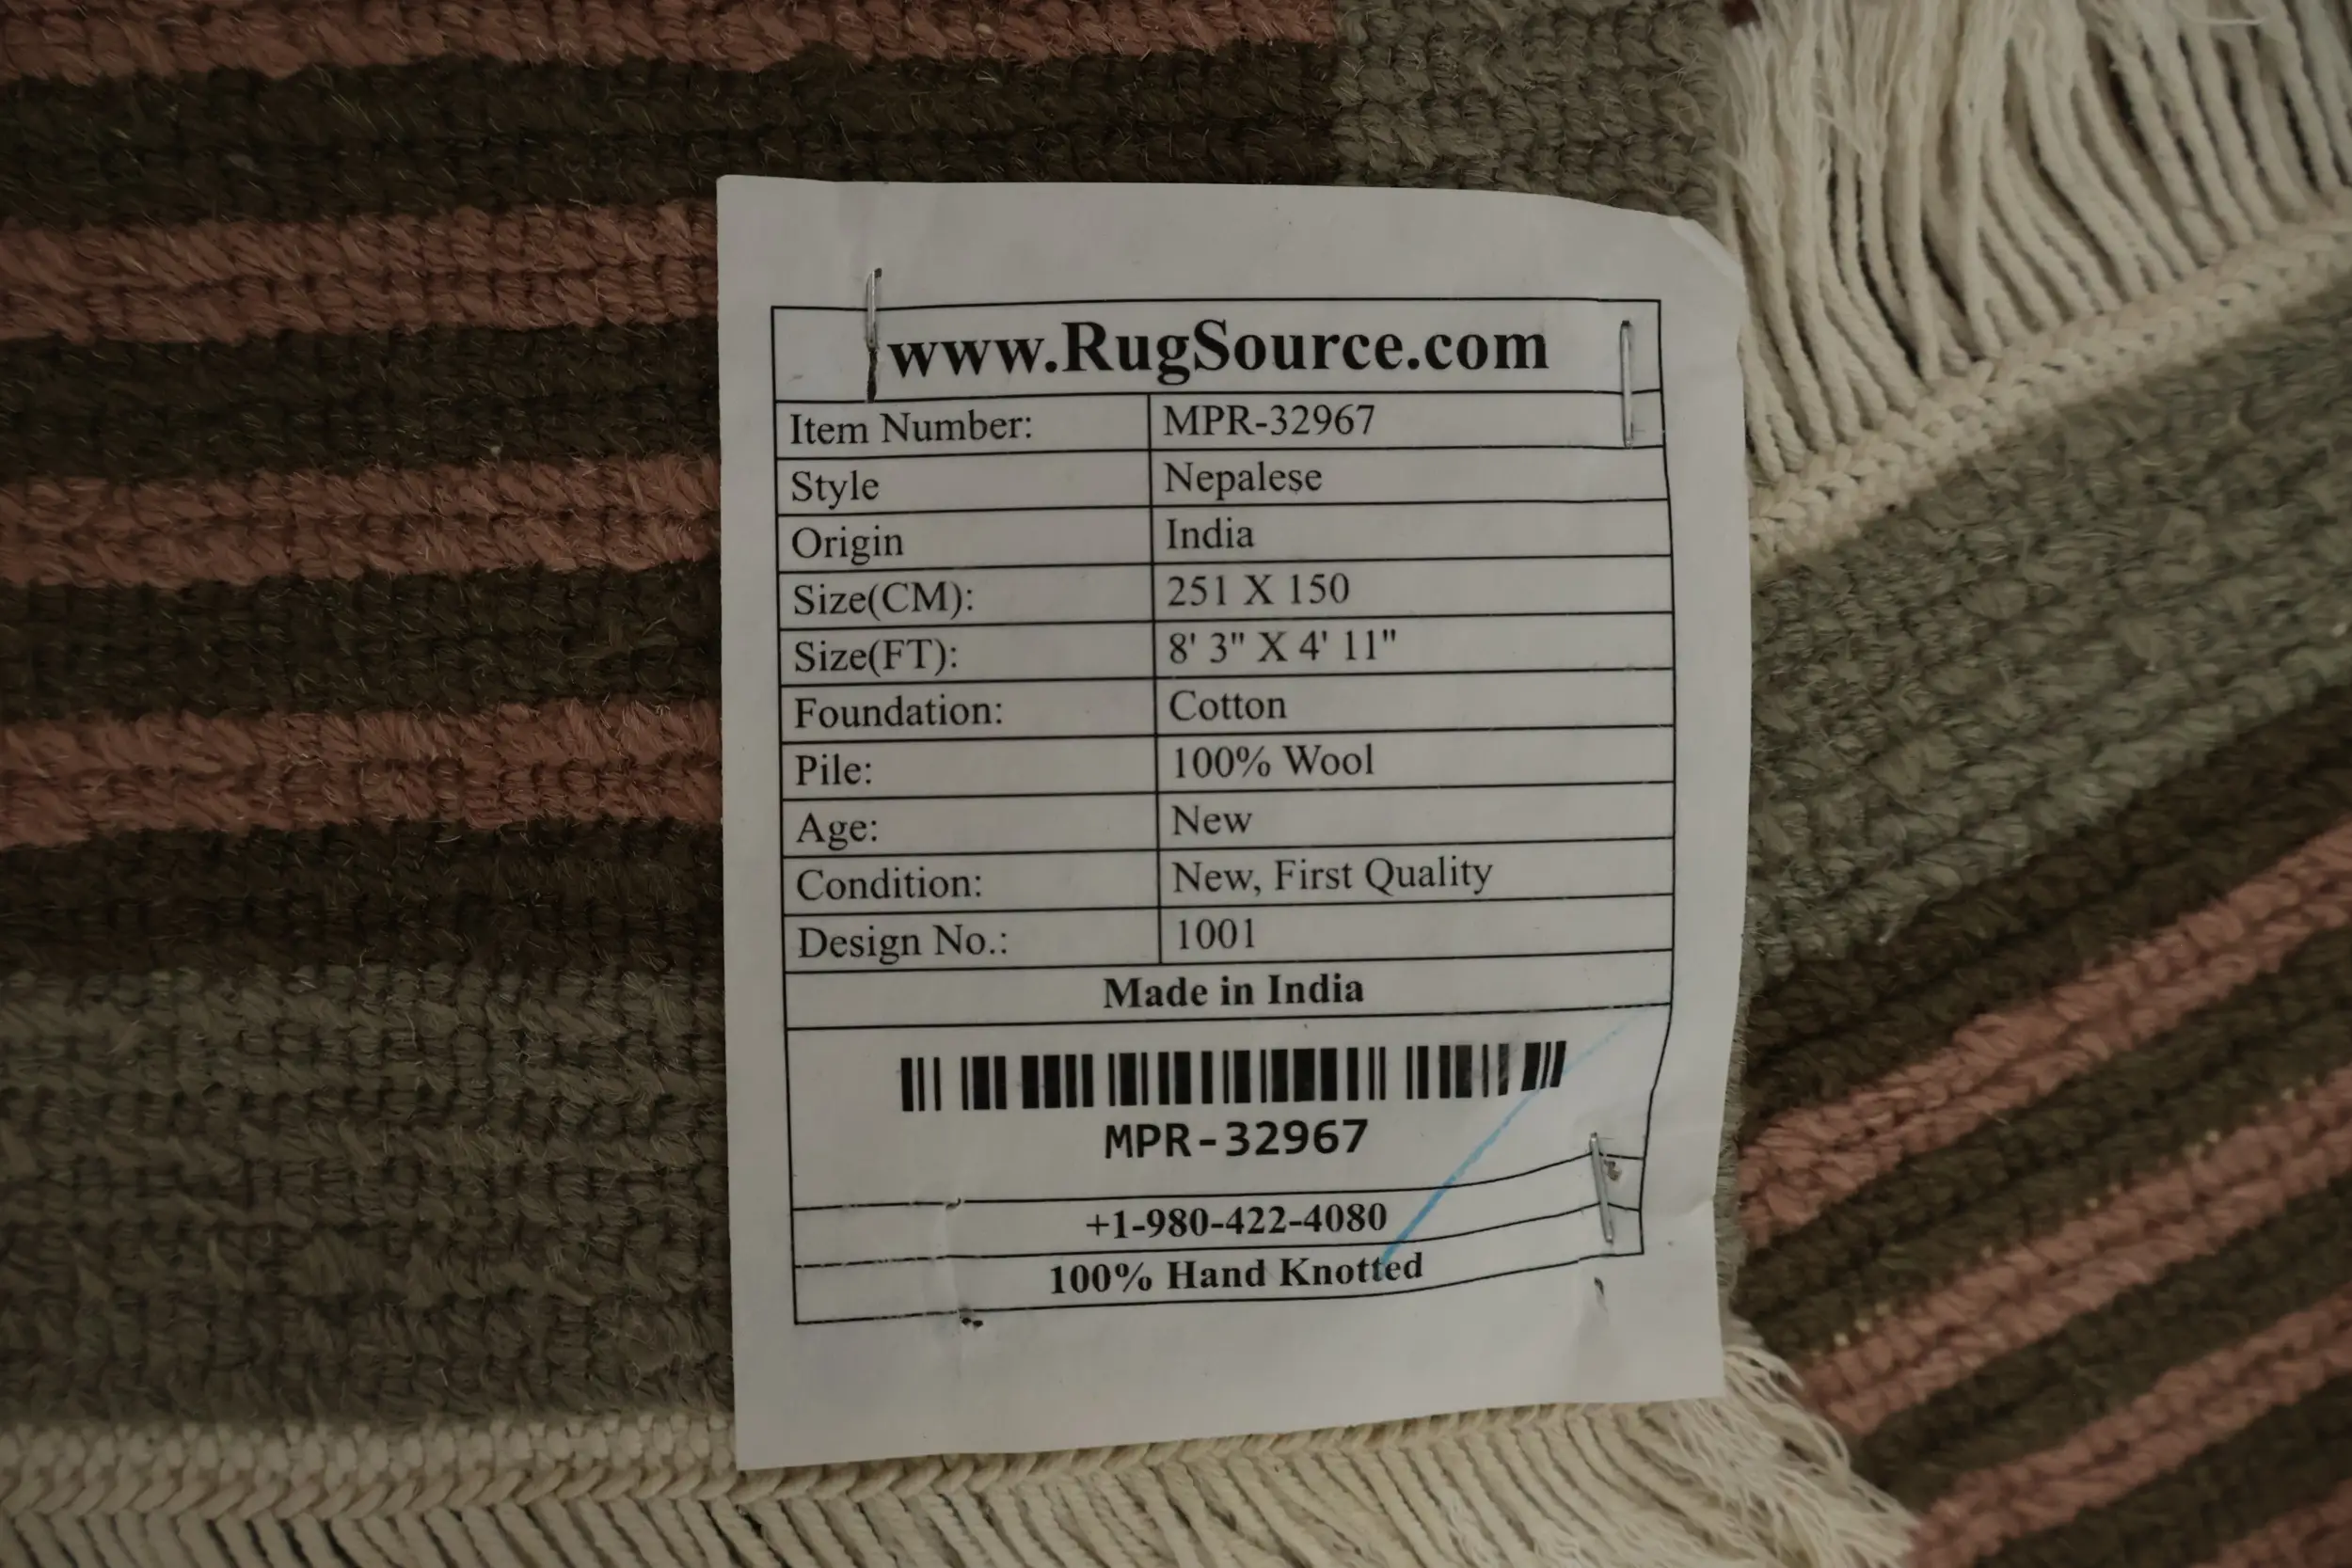 www.RugSource.com
Item Number: MPR-32967
Style Nepalese
Origin India
Size(CM): 251 X 150
Size(FT): 8' 3" X 4' 11"
Foundation: Cotton
Pile: 100% Wool
Age: New
Condition: New, First Quality
Design No.: 1001
Made in India
MPR-32967
+1-980-422-4080
100% Hand Knotted